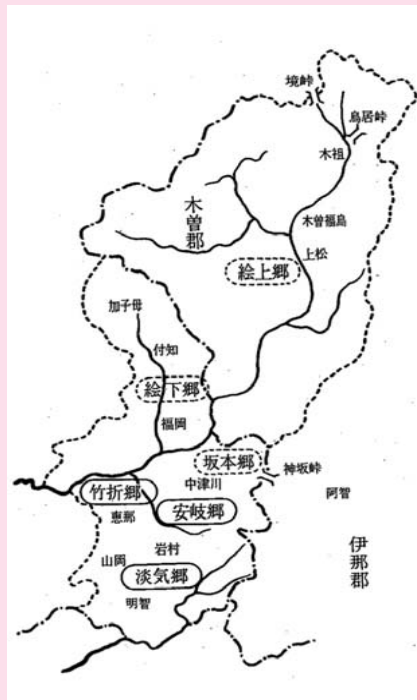 境峠
鳥居峠
木祖
木曽福島
木曽郡
上松
絵上郷
加子母
付知
絵下郷
福岡
坂本郷
神坂峠
中津川
阿智
竹折郷
安岐郷
恵那
伊那郡
岩村
山岡
淡気郷
明智